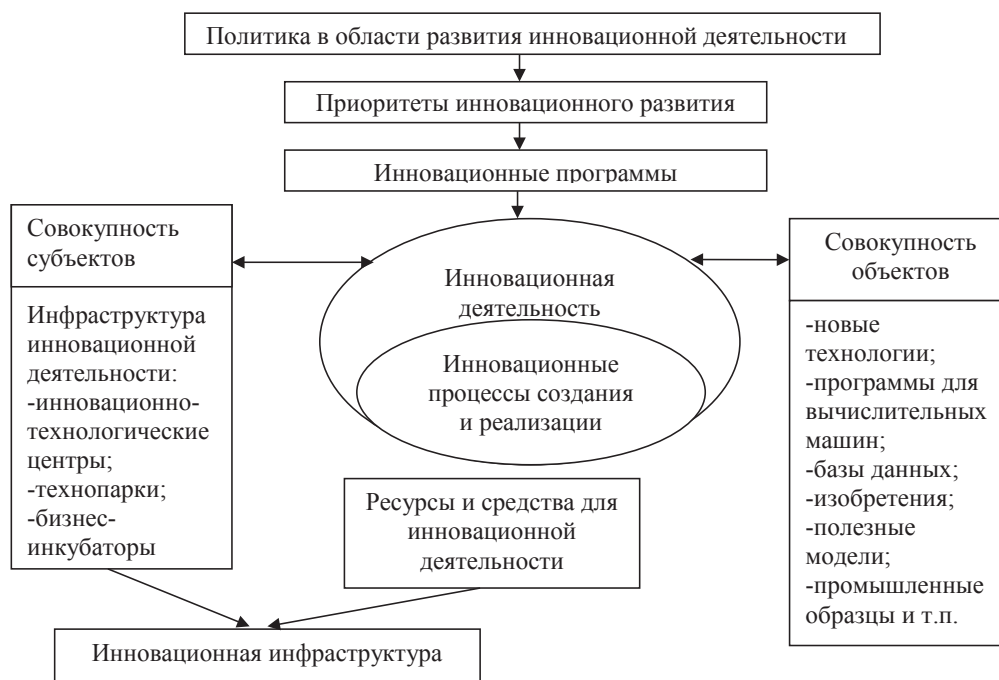 Политика в области развития инновационной деятельности
Приоритеты инновационного развития
Инновационные программы
Совокупность
субъектов
Инфраструктура
инновационной
деятельности:
-инновационно-
технологические
центры;
-технопарки;
-бизнес-
инкубаторы
Инновационная
деятельность
Инновационные
процессы создания
и реализации
Совокупность
объектов
-новые
технологии;
-программы для
вычислительных
машин;
-базы данных;
-изобретения;
-полезные
модели;
-промышленные
образцы и т.п.
Ресурсы и средства для
инновационной
деятельности
Инновационная инфраструктура